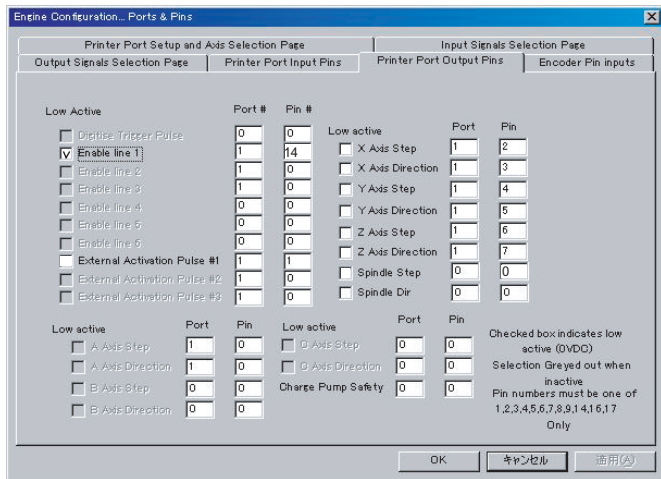 Engine Configuration... Ports & Pins
Printer Port Setup and Axis Selection Page
Input Signals Selection Page
Output Signals Selection Page
Printer Port Input Pins
Printer Port Output Pins
Encoder Pin inputs
Low Active Port # Pin #
Digitise Trigger Pulse 0 0
Enable line 1 1 14
Enable line 2 1 0
Enable line 3 1 0
Enable line 4 0 0
Enable line 5 0 0
Enable line 6 0 0
External Activation Pulse #1 1 1
External Activation Pulse #2 1 0
External Activation Pulse #3 1 0
Low active Port Pin
X Axis Step 1 2
X Axis Direction 1 3
Y Axis Step 1 4
Y Axis Direction 1 5
Z Axis Step 1 6
Z Axis Direction 1 7
Spindle Step 0 0
Spindle Dir 0 0
Low active Port Pin
A Axis Step 1 0
A Axis Direction 1 0
B Axis Step 0 0
B Axis Direction 0 0
Low active Port Pin
C Axis Step 0 0
C Axis Direction 0 0
Charge Pump Safety 0 0
Checked box indicates low
active (0VDC)
Selection Greyed out when
inactive
Pin numbers must be one of
1,2,3,4,5,6,7,8,9,14,16,17
Only
OK
キャンセル
適用(A)